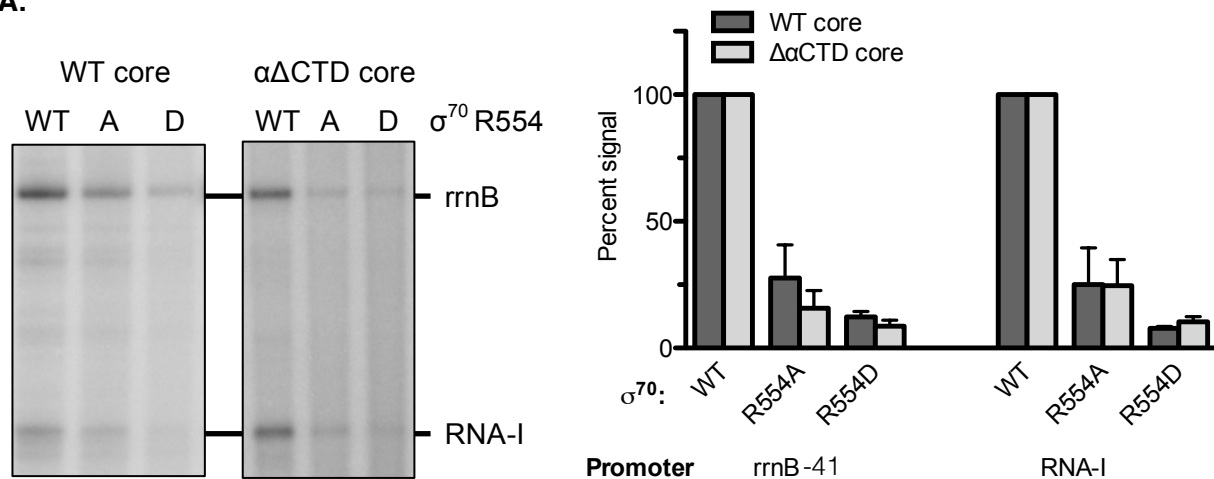 A.
WT core
αΔCTD core
WT A D
WT A D
σ⁷⁰ R554
rrnB
RNA-I
WT core
ΔαCTD core
Percent signal
100
50
0
σ⁷⁰:
WT
R554A
R554D
WT
R554A
R554D
Promoter
rrnB-41
RNA-I